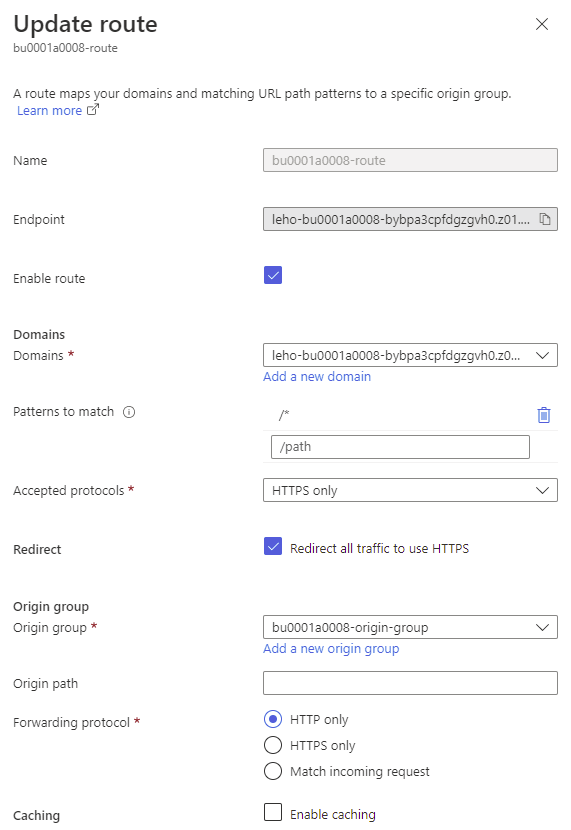 Update route
bu0001a0008-route
A route maps your domains and matching URL path patterns to a specific origin group.
Learn more
Name
bu0001a0008-route
Endpoint
leho-bu0001a0008-bybpa3cpfdgzgvh0.z01....
Enable route
Domains
Domains *
leho-bu0001a0008-bybpa3cpfdgzgvh0.z0...
Add a new domain
Patterns to match
/*
/path
Accepted protocols *
HTTPS only
Redirect
Redirect all traffic to use HTTPS
Origin group
Origin group *
bu0001a0008-origin-group
Add a new origin group
Origin path
Forwarding protocol *
HTTP only
HTTPS only
Match incoming request
Caching
Enable caching